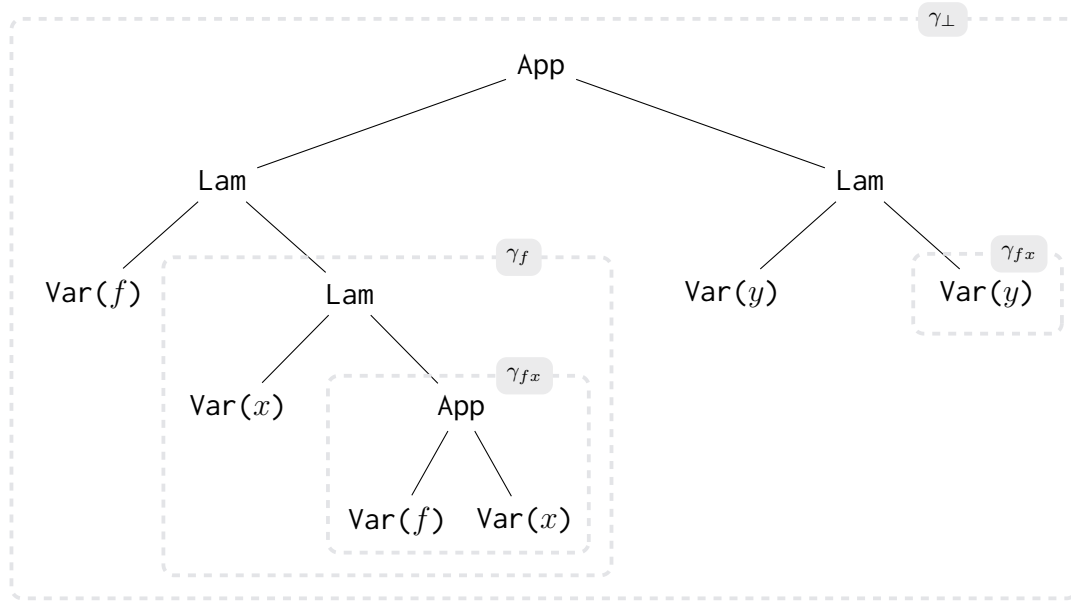 γ⊥
App
Lam Lam
γf γfx
Var(f) Lam Var(y) Var(y)
γfx
Var(x) App
Var(f) Var(x)